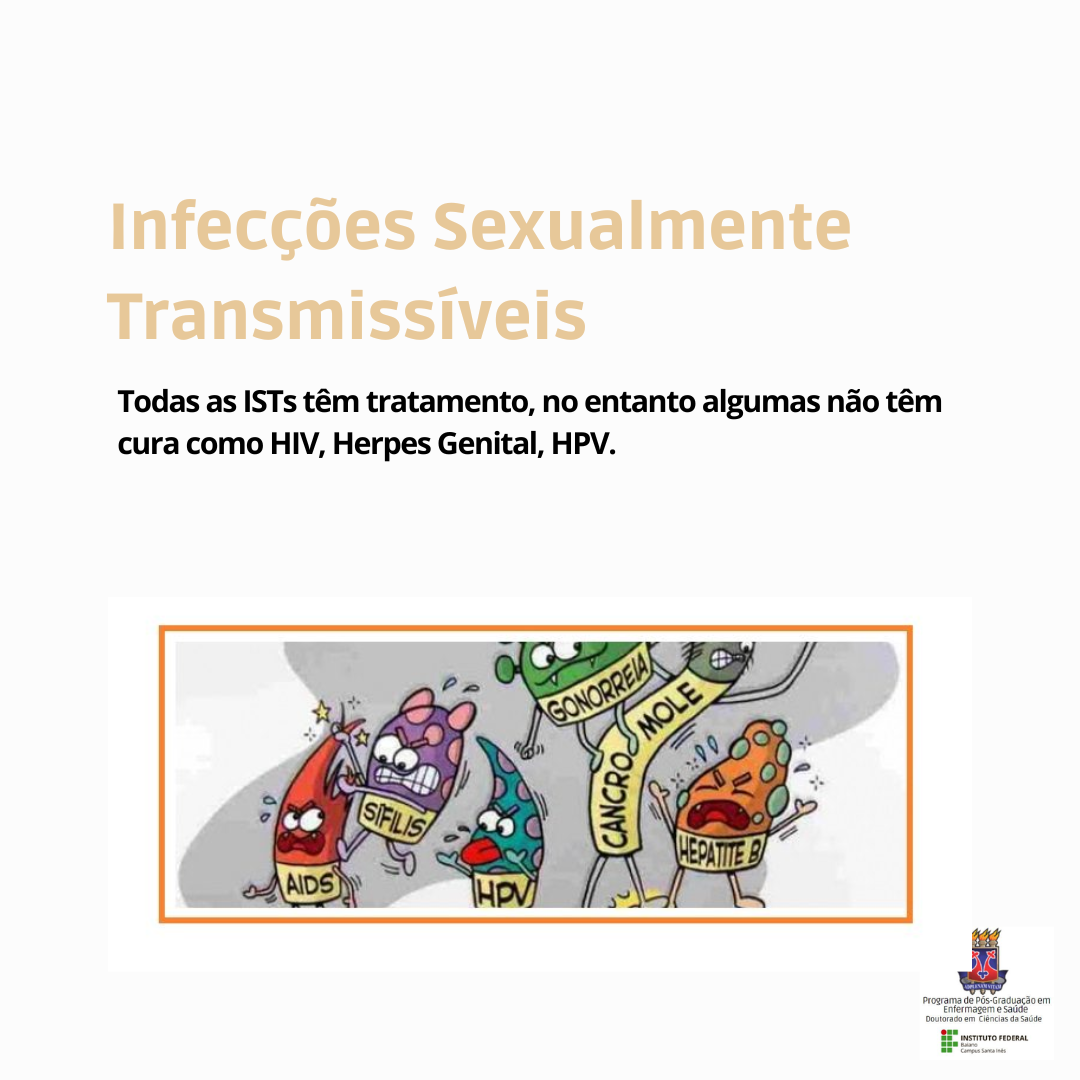 Infecções Sexualmente
Transmissíveis
Todas as ISTs têm tratamento, no entanto algumas não têm
cura como HIV, Herpes Genital, HPV.
GONORREIA
CANCRO MOLE
SÍFILIS
AIDS
HPV
HEPATITE B
Programa de Pós-Graduação em
Enfermagem e Saúde
Doutorado em Ciências da Saúde
INSTITUTO FEDERAL
Baiano
Campus Santa Inês